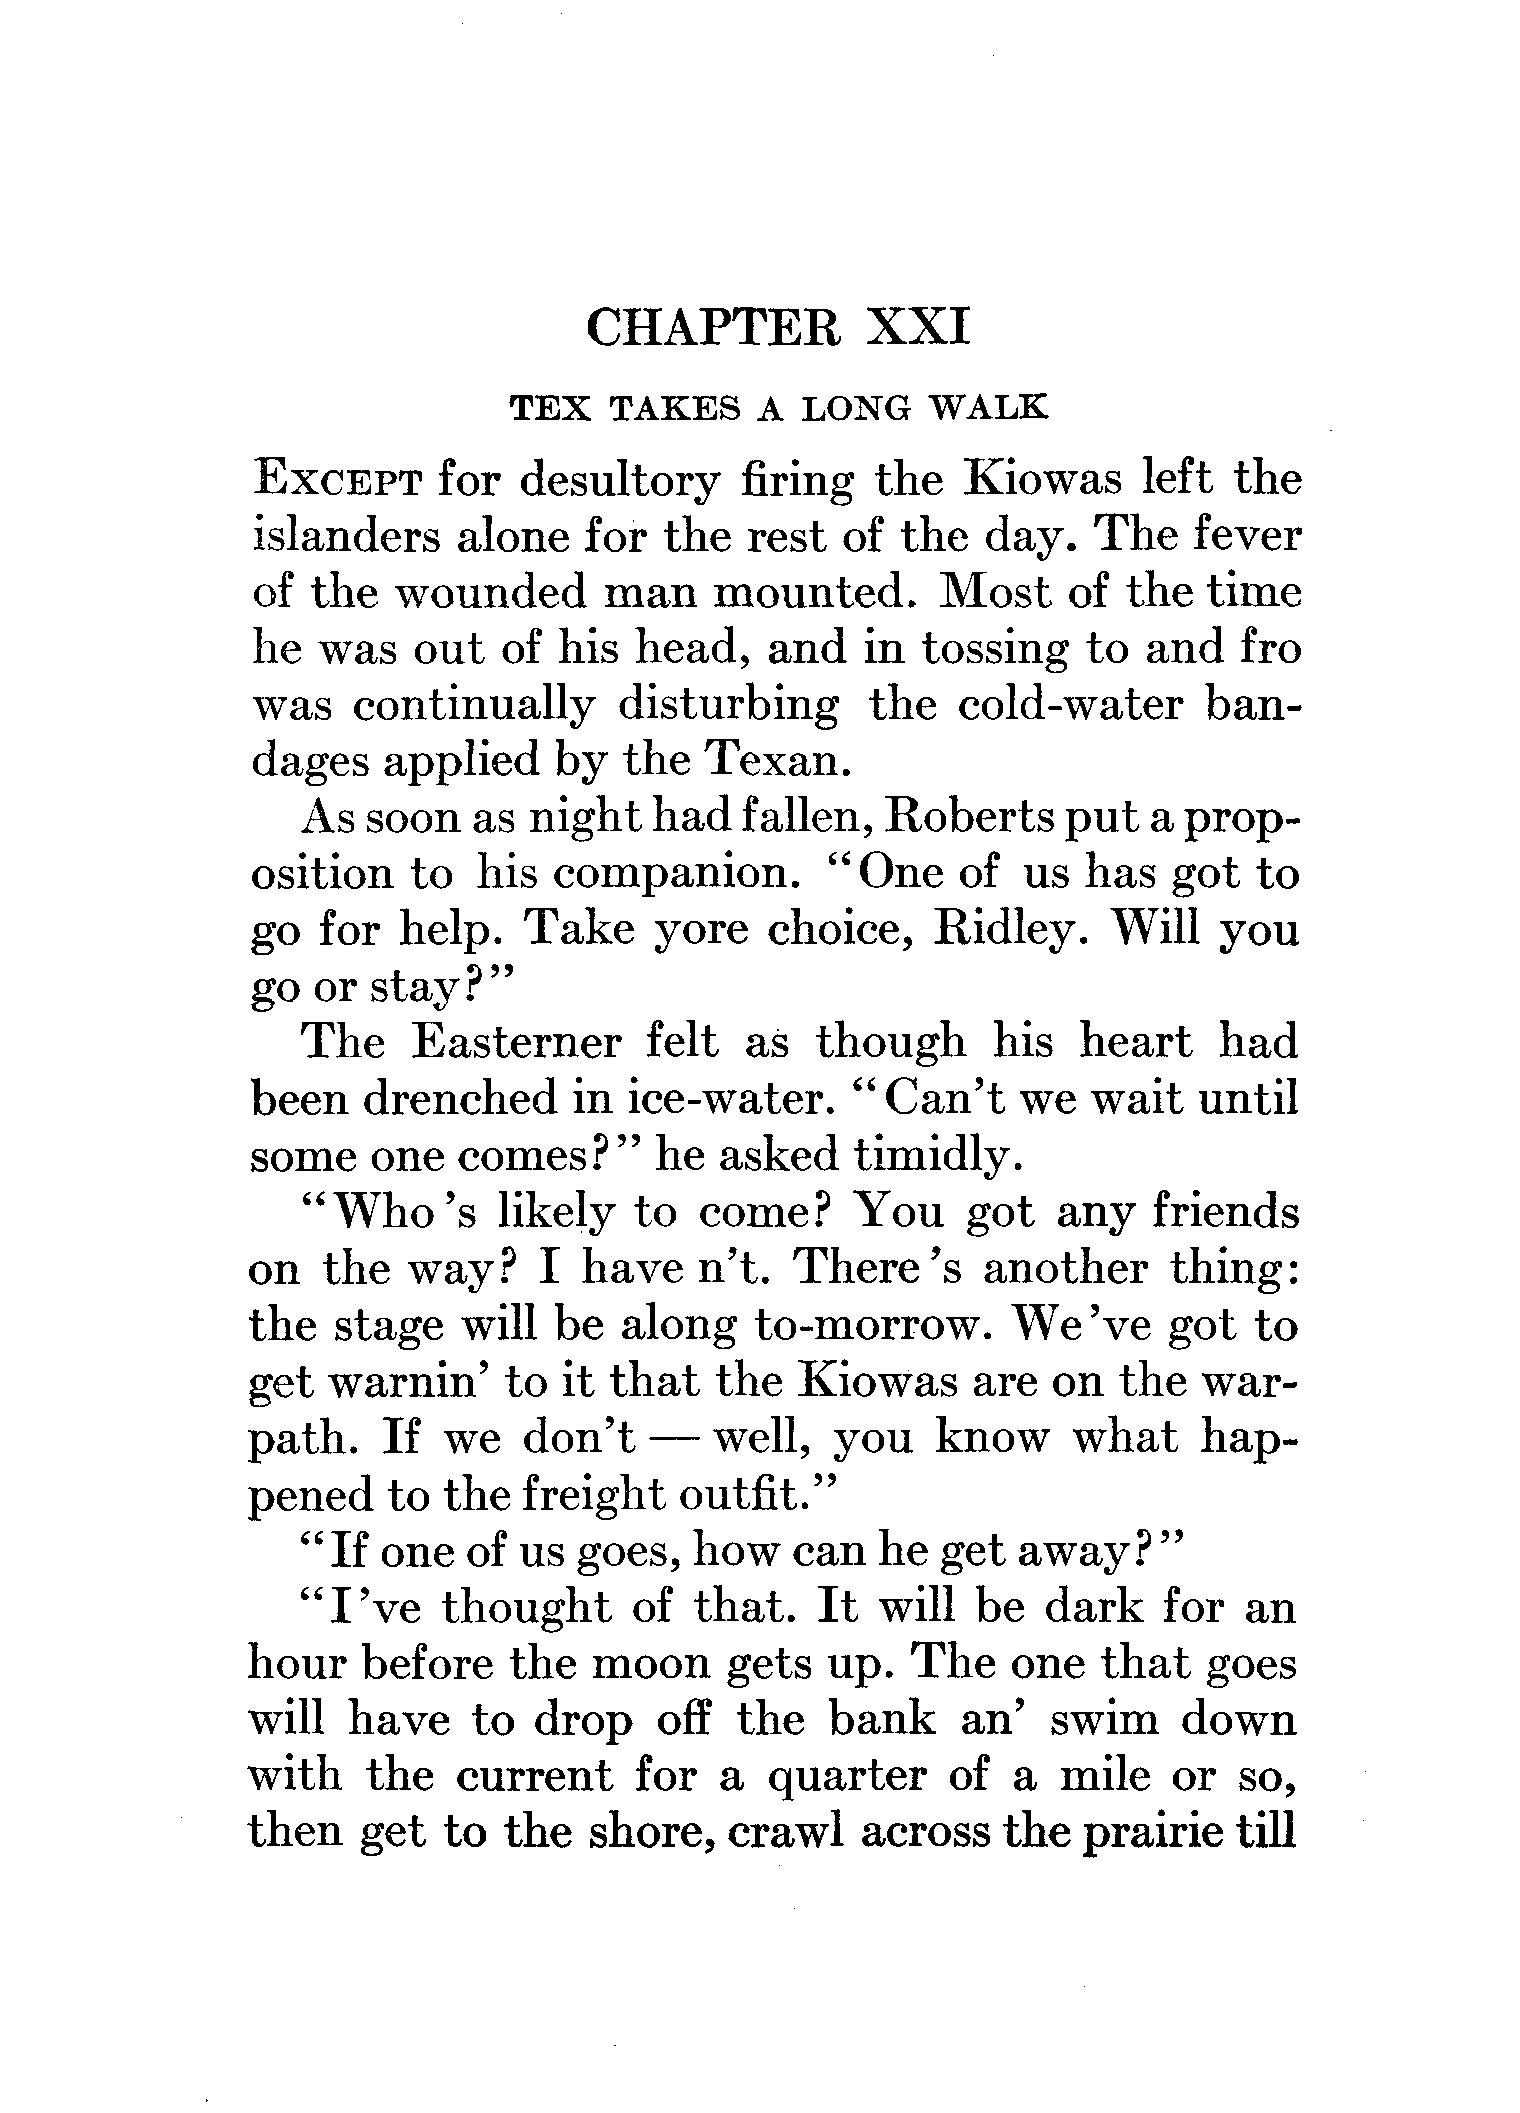 CHAPTER XXI
TEX TAKES A LONG WALK
EXCEPT for desultory firing the Kiowas left the
islanders alone for the rest of the day. The fever
of the wounded man mounted. Most of the time
he was out of his head, and in tossing to and fro
was continually disturbing the cold-water ban-
dages applied by the Texan.
As soon as night had fallen, Roberts put a prop-
osition to his companion. “One of us has got to
go for help. Take yore choice, Ridley. Will you
go or stay?”
The Easterner felt as though his heart had
been drenched in ice-water. “Can’t we wait until
some one comes?” he asked timidly.
“Who ’s likely to come? You got any friends
on the way? I have n’t. There ’s another thing:
the stage will be along to-morrow. We ’ve got to
get warnin’ to it that the Kiowas are on the war-
path. If we don’t — well, you know what hap-
pened to the freight outfit.”
“If one of us goes, how can he get away?”
“I ’ve thought of that. It will be dark for an
hour before the moon gets up. The one that goes
will have to drop off the bank an’ swim down
with the current for a quarter of a mile or so,
then get to the shore, crawl across the prairie till